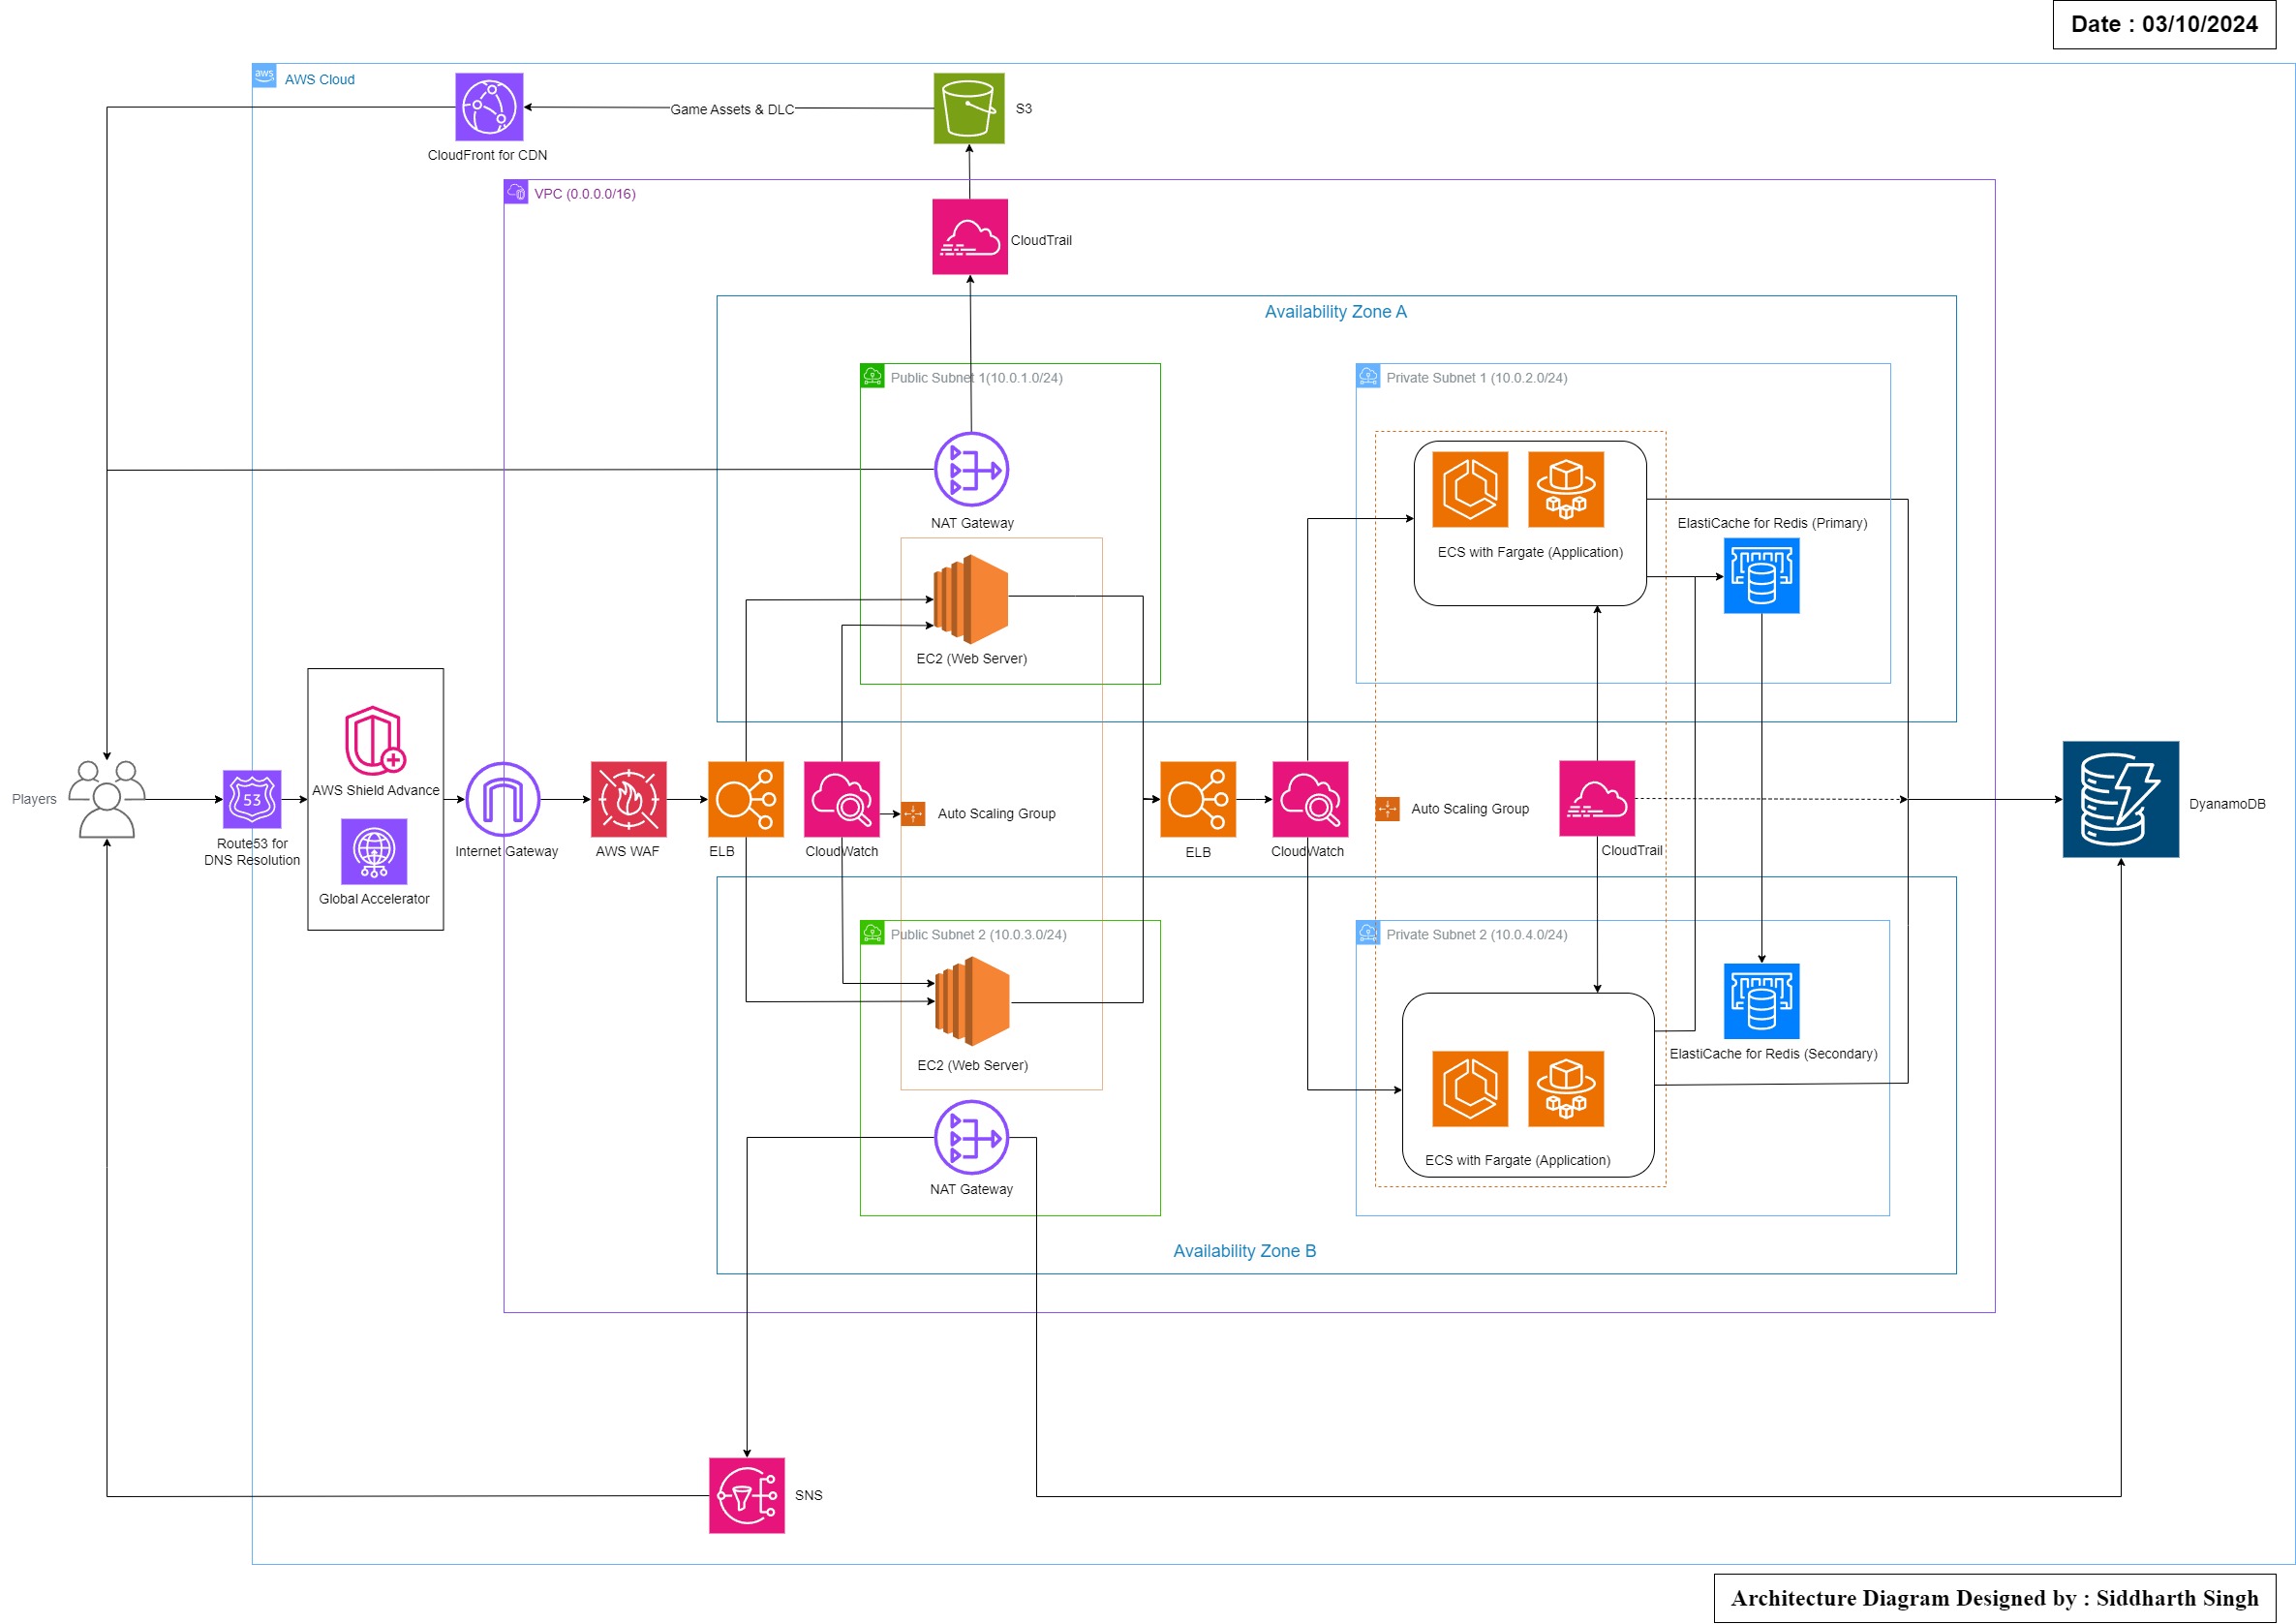 Date : 03/10/2024
aws
AWS Cloud
CloudFront for CDN
Game Assets & DLC
S3
VPC (0.0.0.0/16)
CloudTrail
Availability Zone A
Public Subnet 1(10.0.1.0/24)
Private Subnet 1 (10.0.2.0/24)
NAT Gateway
ECS with Fargate (Application)
ElastiCache for Redis (Primary)
EC2 (Web Server)
Players
53
Route53 for
DNS Resolution
AWS Shield Advance
Global Accelerator
Internet Gateway
AWS WAF
ELB
CloudWatch
Auto Scaling Group
ELB
CloudWatch
Auto Scaling Group
CloudTrail
DyanamoDB
Public Subnet 2 (10.0.3.0/24)
Private Subnet 2 (10.0.4.0/24)
EC2 (Web Server)
ElastiCache for Redis (Secondary)
NAT Gateway
ECS with Fargate (Application)
Availability Zone B
SNS
Architecture Diagram Designed by : Siddharth Singh